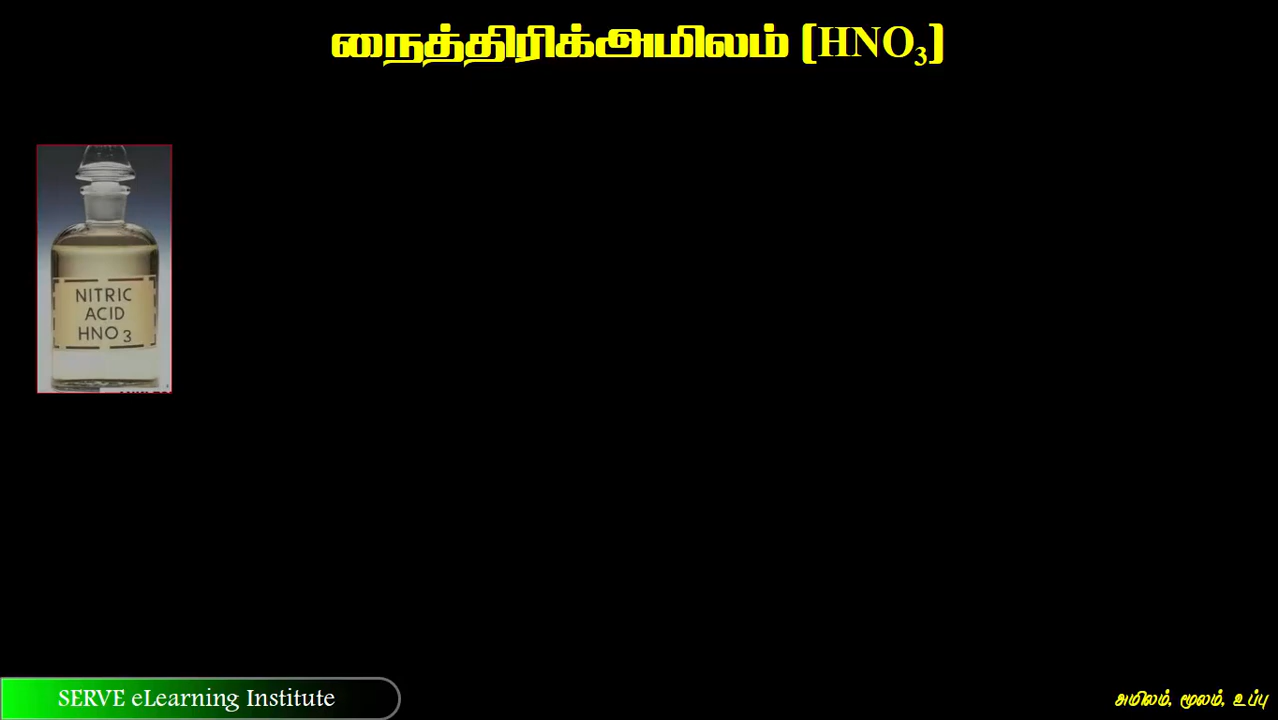 நைத்திரிக்அமிலம் (HNO₃)
NITRIC
ACID
HNO 3
SERVE eLearning Institute
அமிலம், மூலம், உப்பு